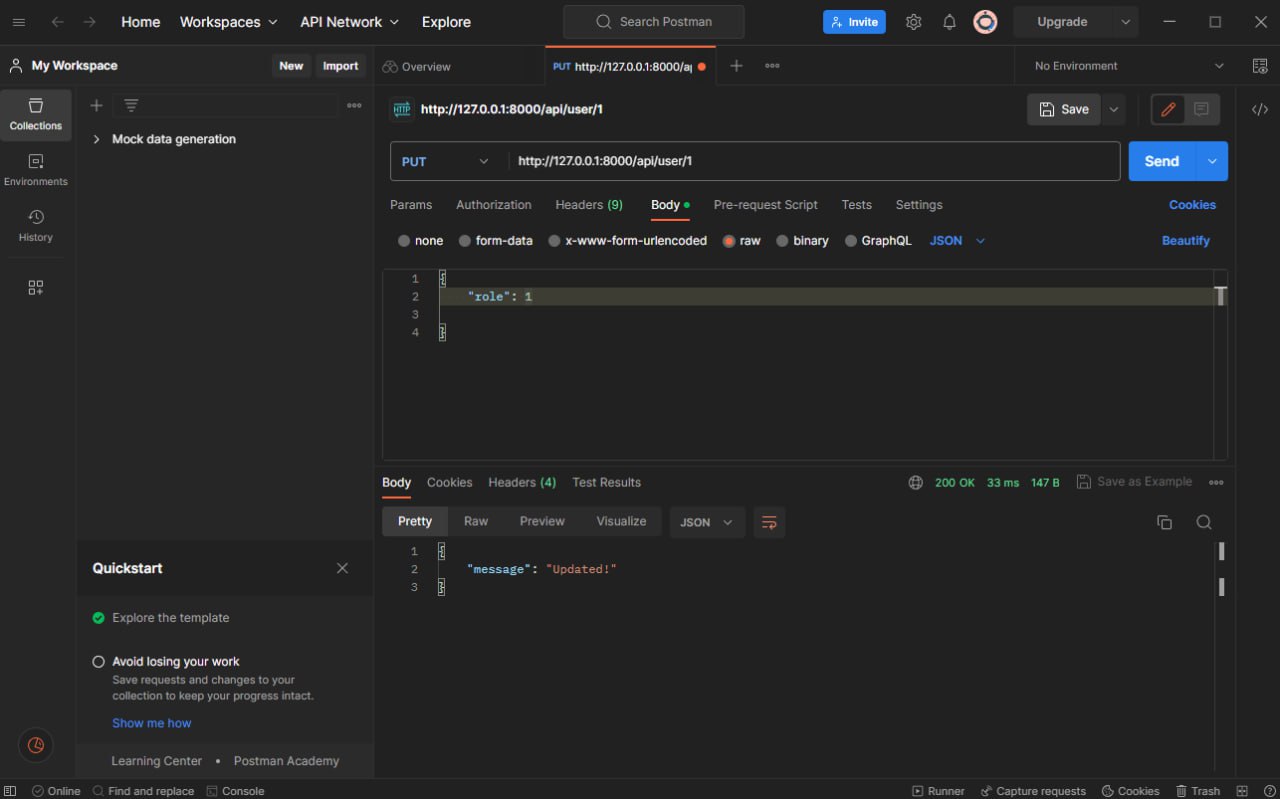 Home Workspaces API Network Explore Search Postman Invite Upgrade
My Workspace New Import Overview PUT http://127.0.0.1:8000/a No Environment
Collections
Environments
History
Mock data generation
HTTP http://127.0.0.1:8000/api/user/1 Save
PUT http://127.0.0.1:8000/api/user/1 Send
Params Authorization Headers (9) Body Pre-request Script Tests Settings Cookies
none form-data x-www-form-urlencoded raw binary GraphQL JSON Beautify
1 {
2 "role": 1
3
4 }
Body Cookies Headers (4) Test Results 200 OK 33 ms 147 B Save as Example
Pretty Raw Preview Visualize JSON
1 {
2 "message": "Updated!"
3 }
Quickstart
Explore the template
Avoid losing your work
Save requests and changes to your
collection to keep your progress intact.
Show me how
Learning Center • Postman Academy
Online Find and replace Console Runner Capture requests Cookies Trash